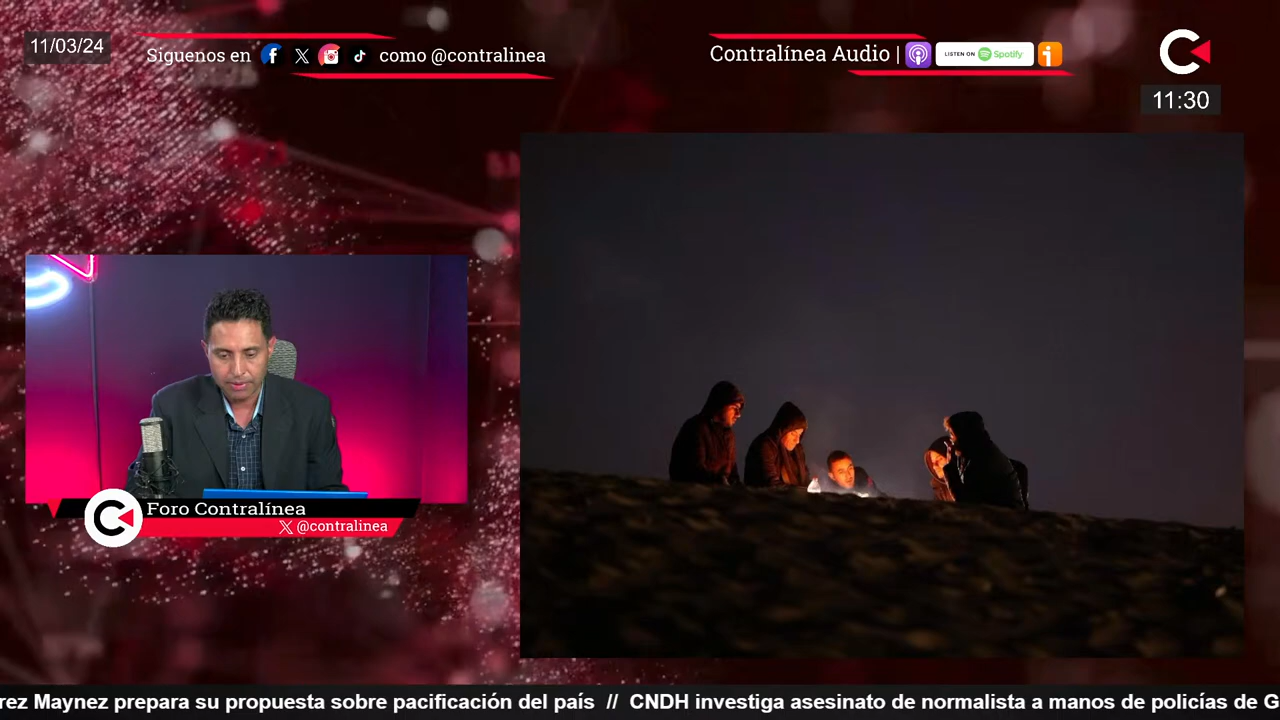 11/03/24
Siguenos en
como @contralinea
Contralínea Audio |
LISTEN ON
Spotify
11:30
Foro Contralínea
@contralinea
rez Maynez prepara su propuesta sobre pacificación del país // CNDH investiga asesinato de normalista a manos de policías de G